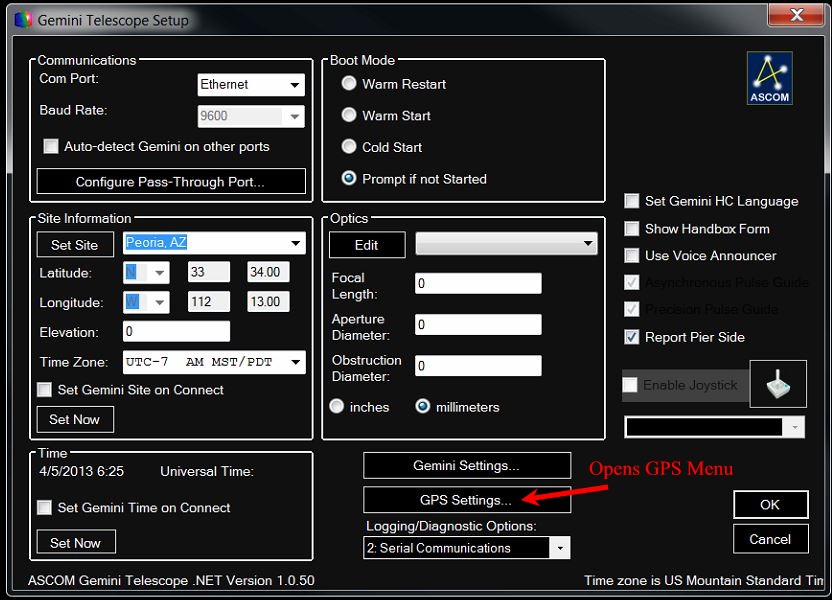 Gemini Telescope Setup
Communications
Com Port:
Ethernet
Baud Rate:
9600
Auto-detect Gemini on other ports
Configure Pass-Through Port...
Boot Mode
Warm Restart
Warm Start
Cold Start
Prompt if not Started
ASCOM
Site Information
Set Site
Peoria, AZ
Latitude:
N
33
34.00
Longitude:
W
112
13.00
Elevation:
0
Time Zone:
UTC-7 AM MST/PDT
Set Gemini Site on Connect
Set Now
Optics
Edit
Focal
Length:
0
Aperture
Diameter:
0
Obstruction
Diameter:
0
inches
millimeters
Set Gemini HC Language
Show Handbox Form
Use Voice Announcer
Asynchronous Pulse Guide
Precision Pulse Guide
Report Pier Side
Enable Joystick
Time
4/5/2013 6:25
Universal Time:
Set Gemini Time on Connect
Set Now
Gemini Settings...
GPS Settings...
Opens GPS Menu
Logging/Diagnostic Options:
2: Serial Communications
OK
Cancel
ASCOM Gemini Telescope .NET Version 1.0.50
Time zone is US Mountain Standard Tim